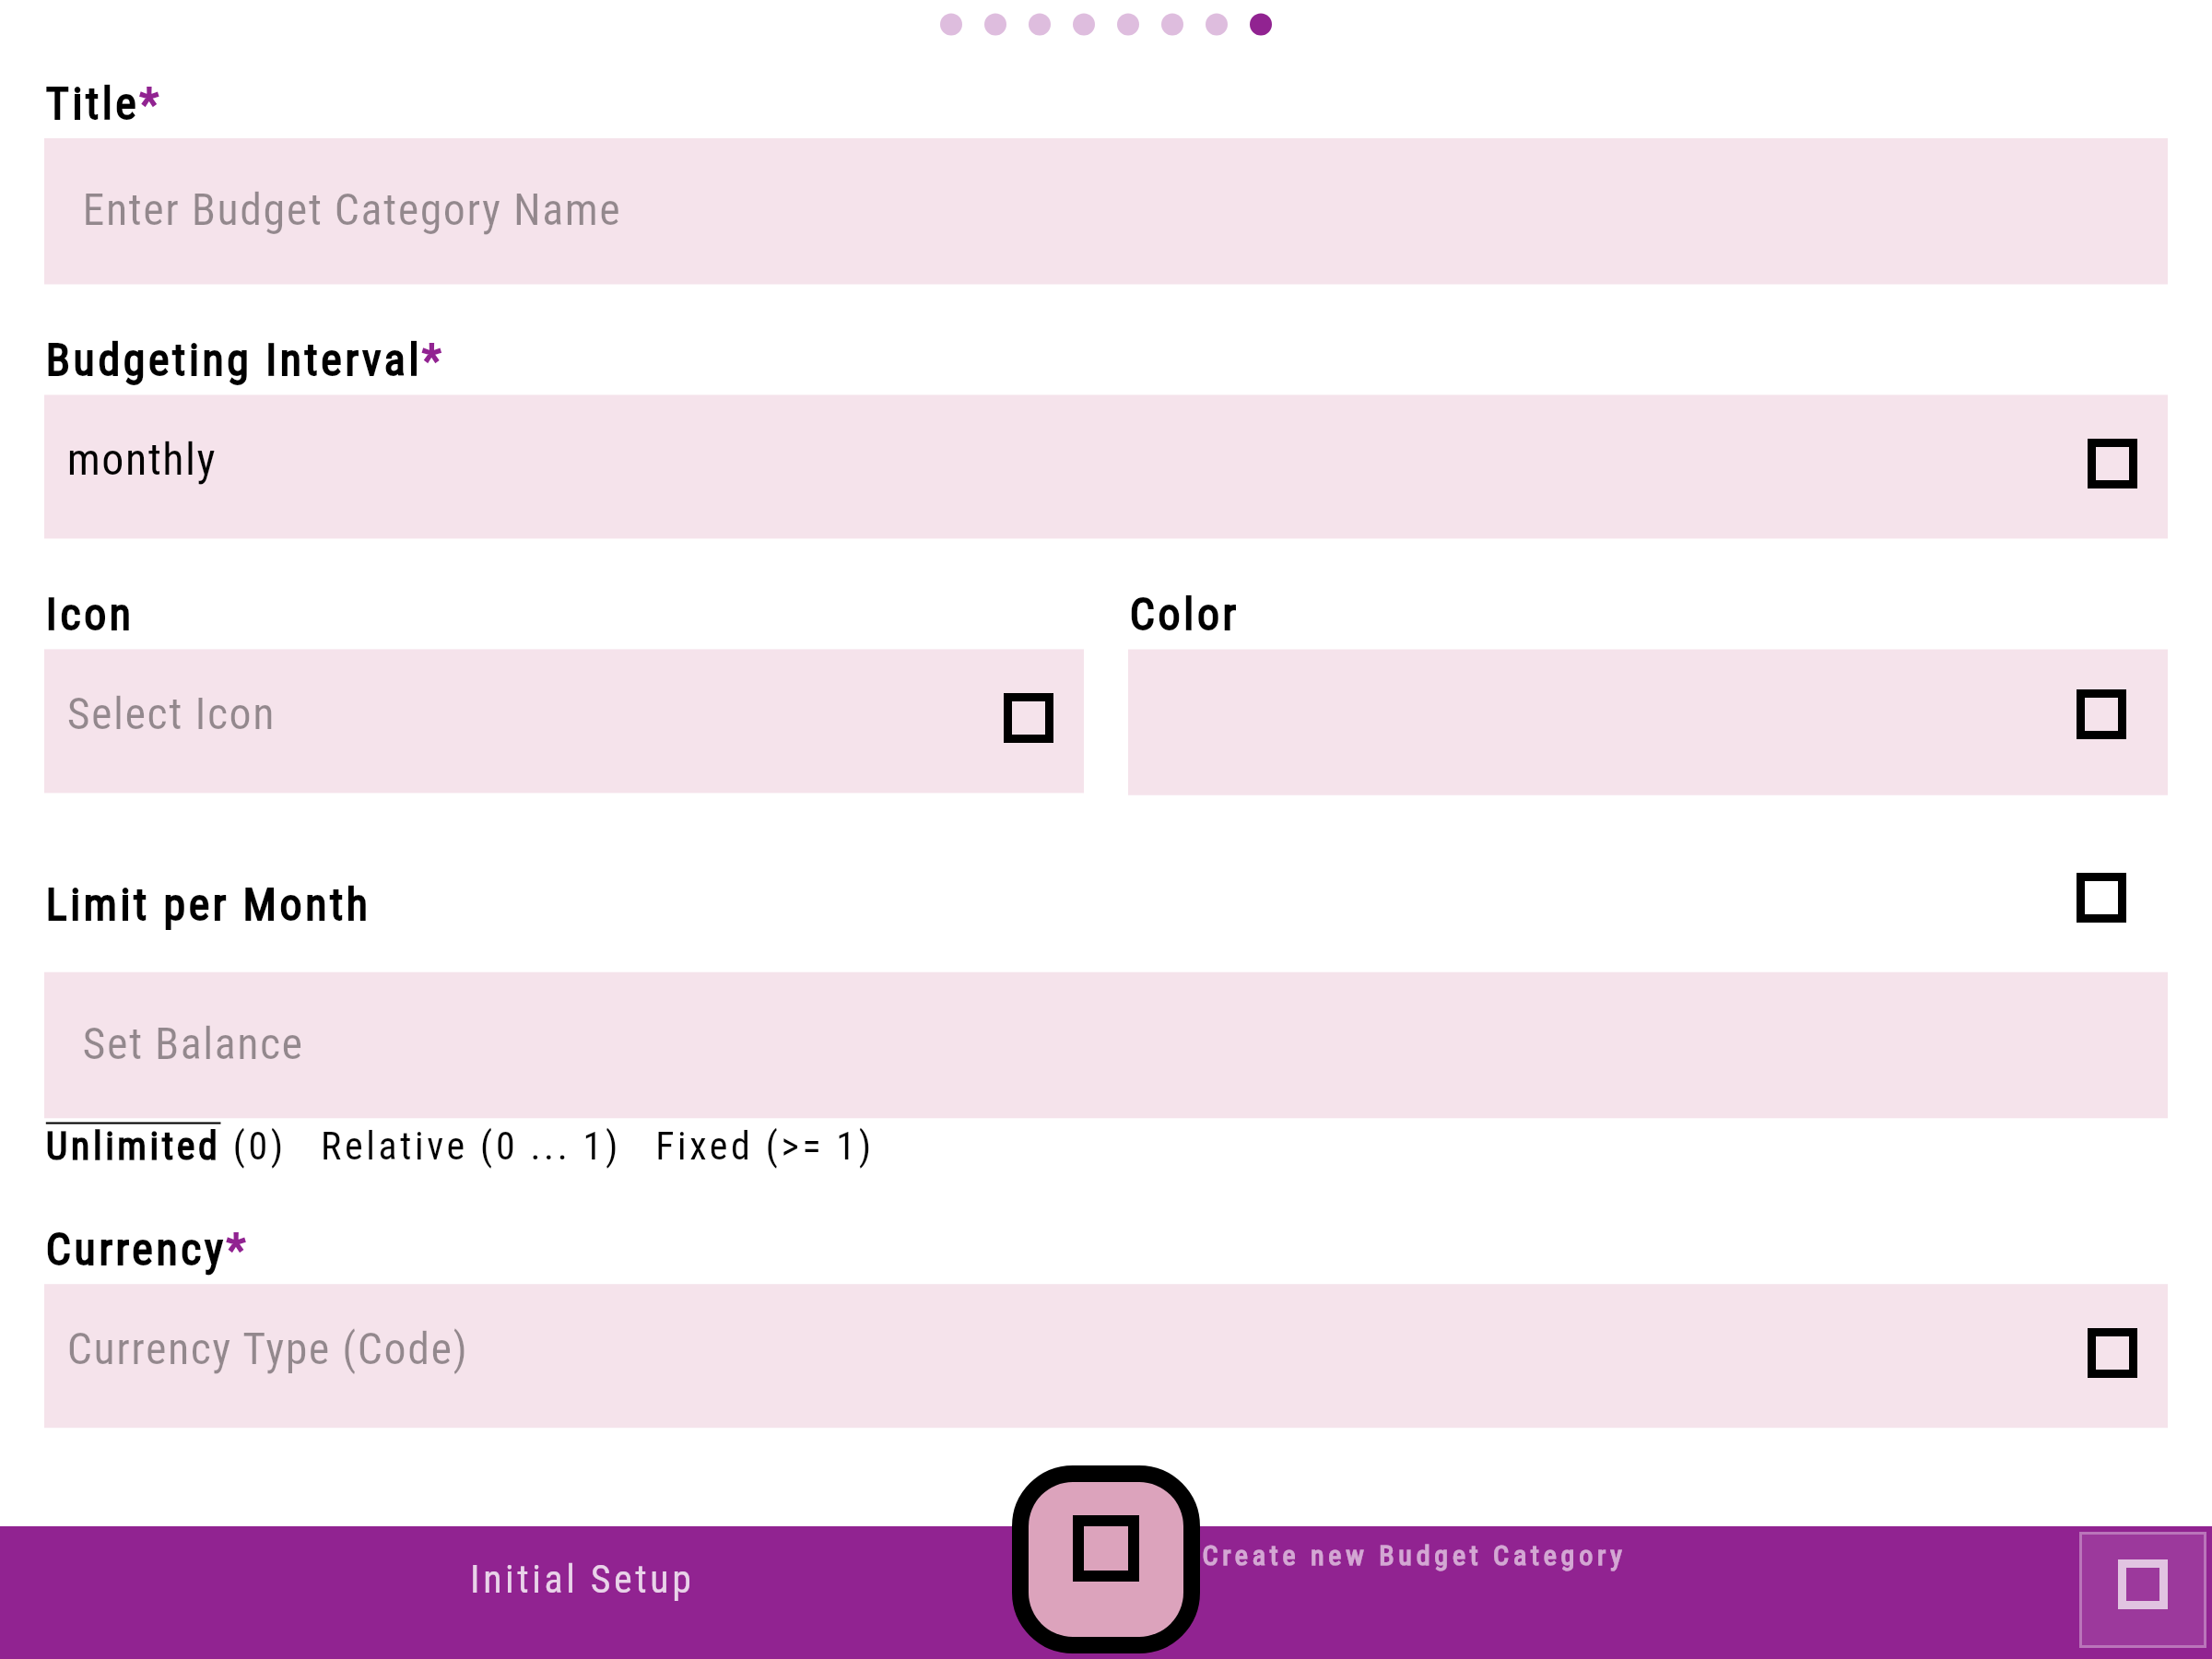 Title*
Enter Budget Category Name
Budgeting Interval*
monthly
Icon
Color
Select Icon
Limit per Month
Set Balance
Unlimited (0) Relative (0 ... 1) Fixed (>= 1)
Currency*
Currency Type (Code)
Initial Setup
Create new Budget Category